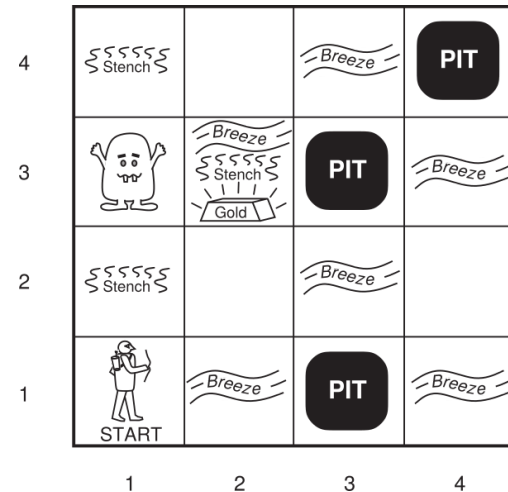 4 Stench Breeze PIT
3 Breeze Stench Gold PIT Breeze
2 Stench Breeze
START Breeze PIT Breeze
1
1 2 3 4